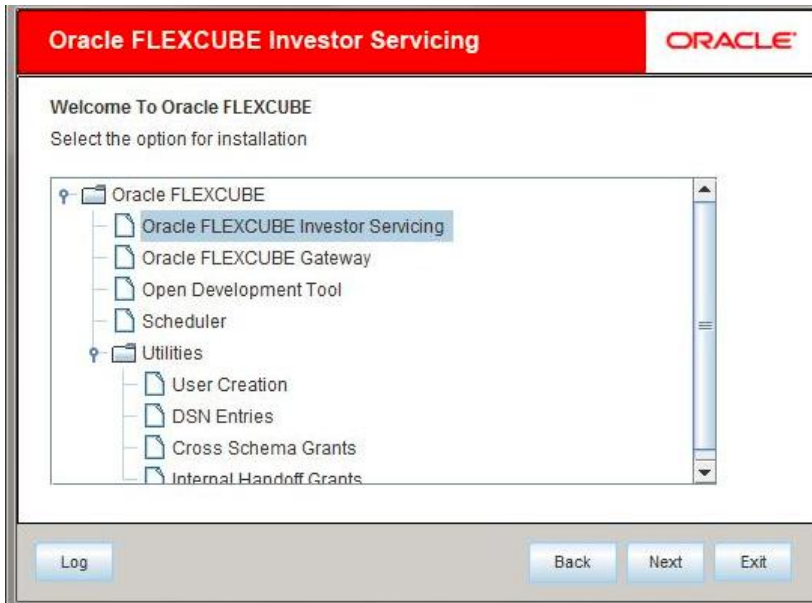 Oracle FLEXCUBE Investor Servicing
ORACLE
Welcome To Oracle FLEXCUBE
Select the option for installation
Oracle FLEXCUBE
Oracle FLEXCUBE Investor Servicing
Oracle FLEXCUBE Gateway
Open Development Tool
Scheduler
Utilities
User Creation
DSN Entries
Cross Schema Grants
Internal Handoff Grants
Log
Back
Next
Exit